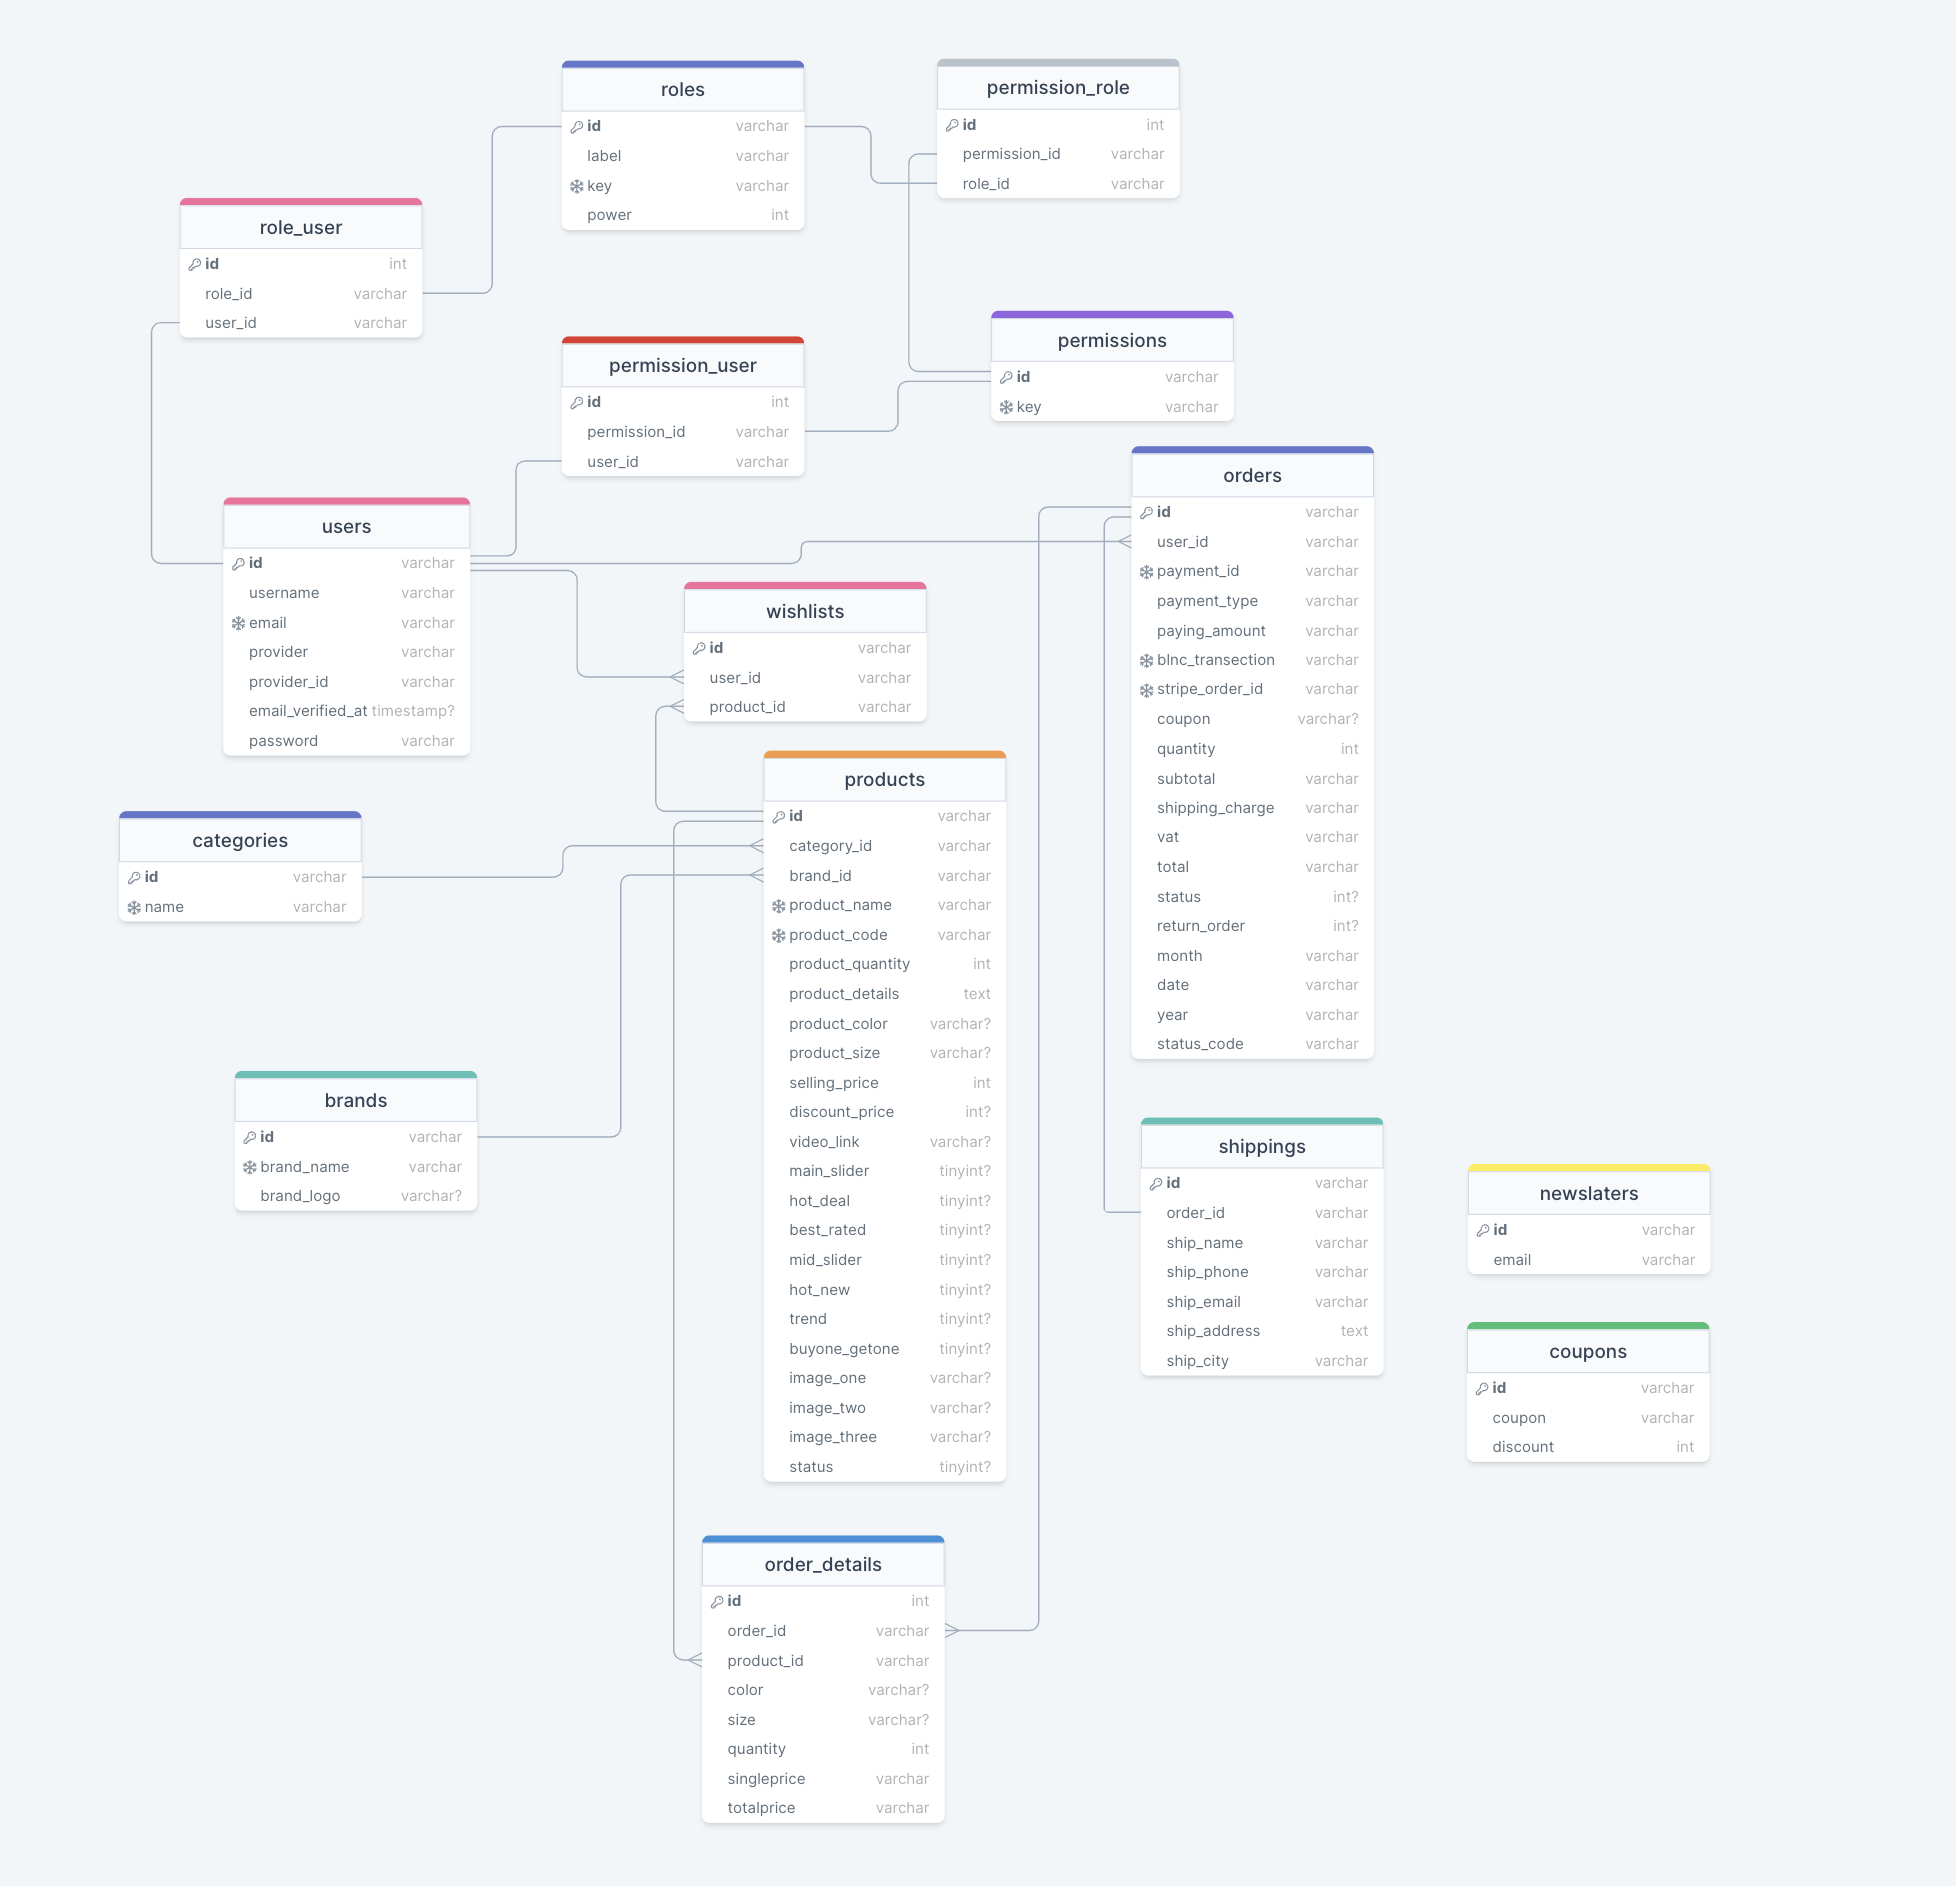 roles
id varchar
label varchar
key varchar
power int
permission_role
id int
permission_id varchar
role_id varchar
role_user
id int
role_id varchar
user_id varchar
permission_user
id int
permission_id varchar
user_id varchar
permissions
id varchar
key varchar
users
id varchar
username varchar
email varchar
provider varchar
provider_id varchar
email_verified_at timestamp?
password varchar
orders
id varchar
user_id varchar
payment_id varchar
payment_type varchar
paying_amount varchar
blnc_transection varchar
stripe_order_id varchar
coupon varchar?
quantity int
subtotal varchar
shipping_charge varchar
vat varchar
total varchar
status int?
return_order int?
month varchar
date varchar
year varchar
status_code varchar
wishlists
id varchar
user_id varchar
product_id varchar
products
id varchar
category_id varchar
brand_id varchar
product_name varchar
product_code varchar
product_quantity int
product_details text
product_color varchar?
product_size varchar?
selling_price int
discount_price int?
video_link varchar?
main_slider tinyint?
hot_deal tinyint?
best_rated tinyint?
mid_slider tinyint?
hot_new tinyint?
trend tinyint?
buyone_getone tinyint?
image_one varchar?
image_two varchar?
image_three varchar?
status tinyint?
categories
id varchar
name varchar
brands
id varchar
brand_name varchar
brand_logo varchar?
shippings
id varchar
order_id varchar
ship_name varchar
ship_phone varchar
ship_email varchar
ship_address text
ship_city varchar
newslaters
id varchar
email varchar
coupons
id varchar
coupon varchar
discount int
order_details
id int
order_id varchar
product_id varchar
color varchar?
size varchar?
quantity int
singleprice varchar
totalprice varchar